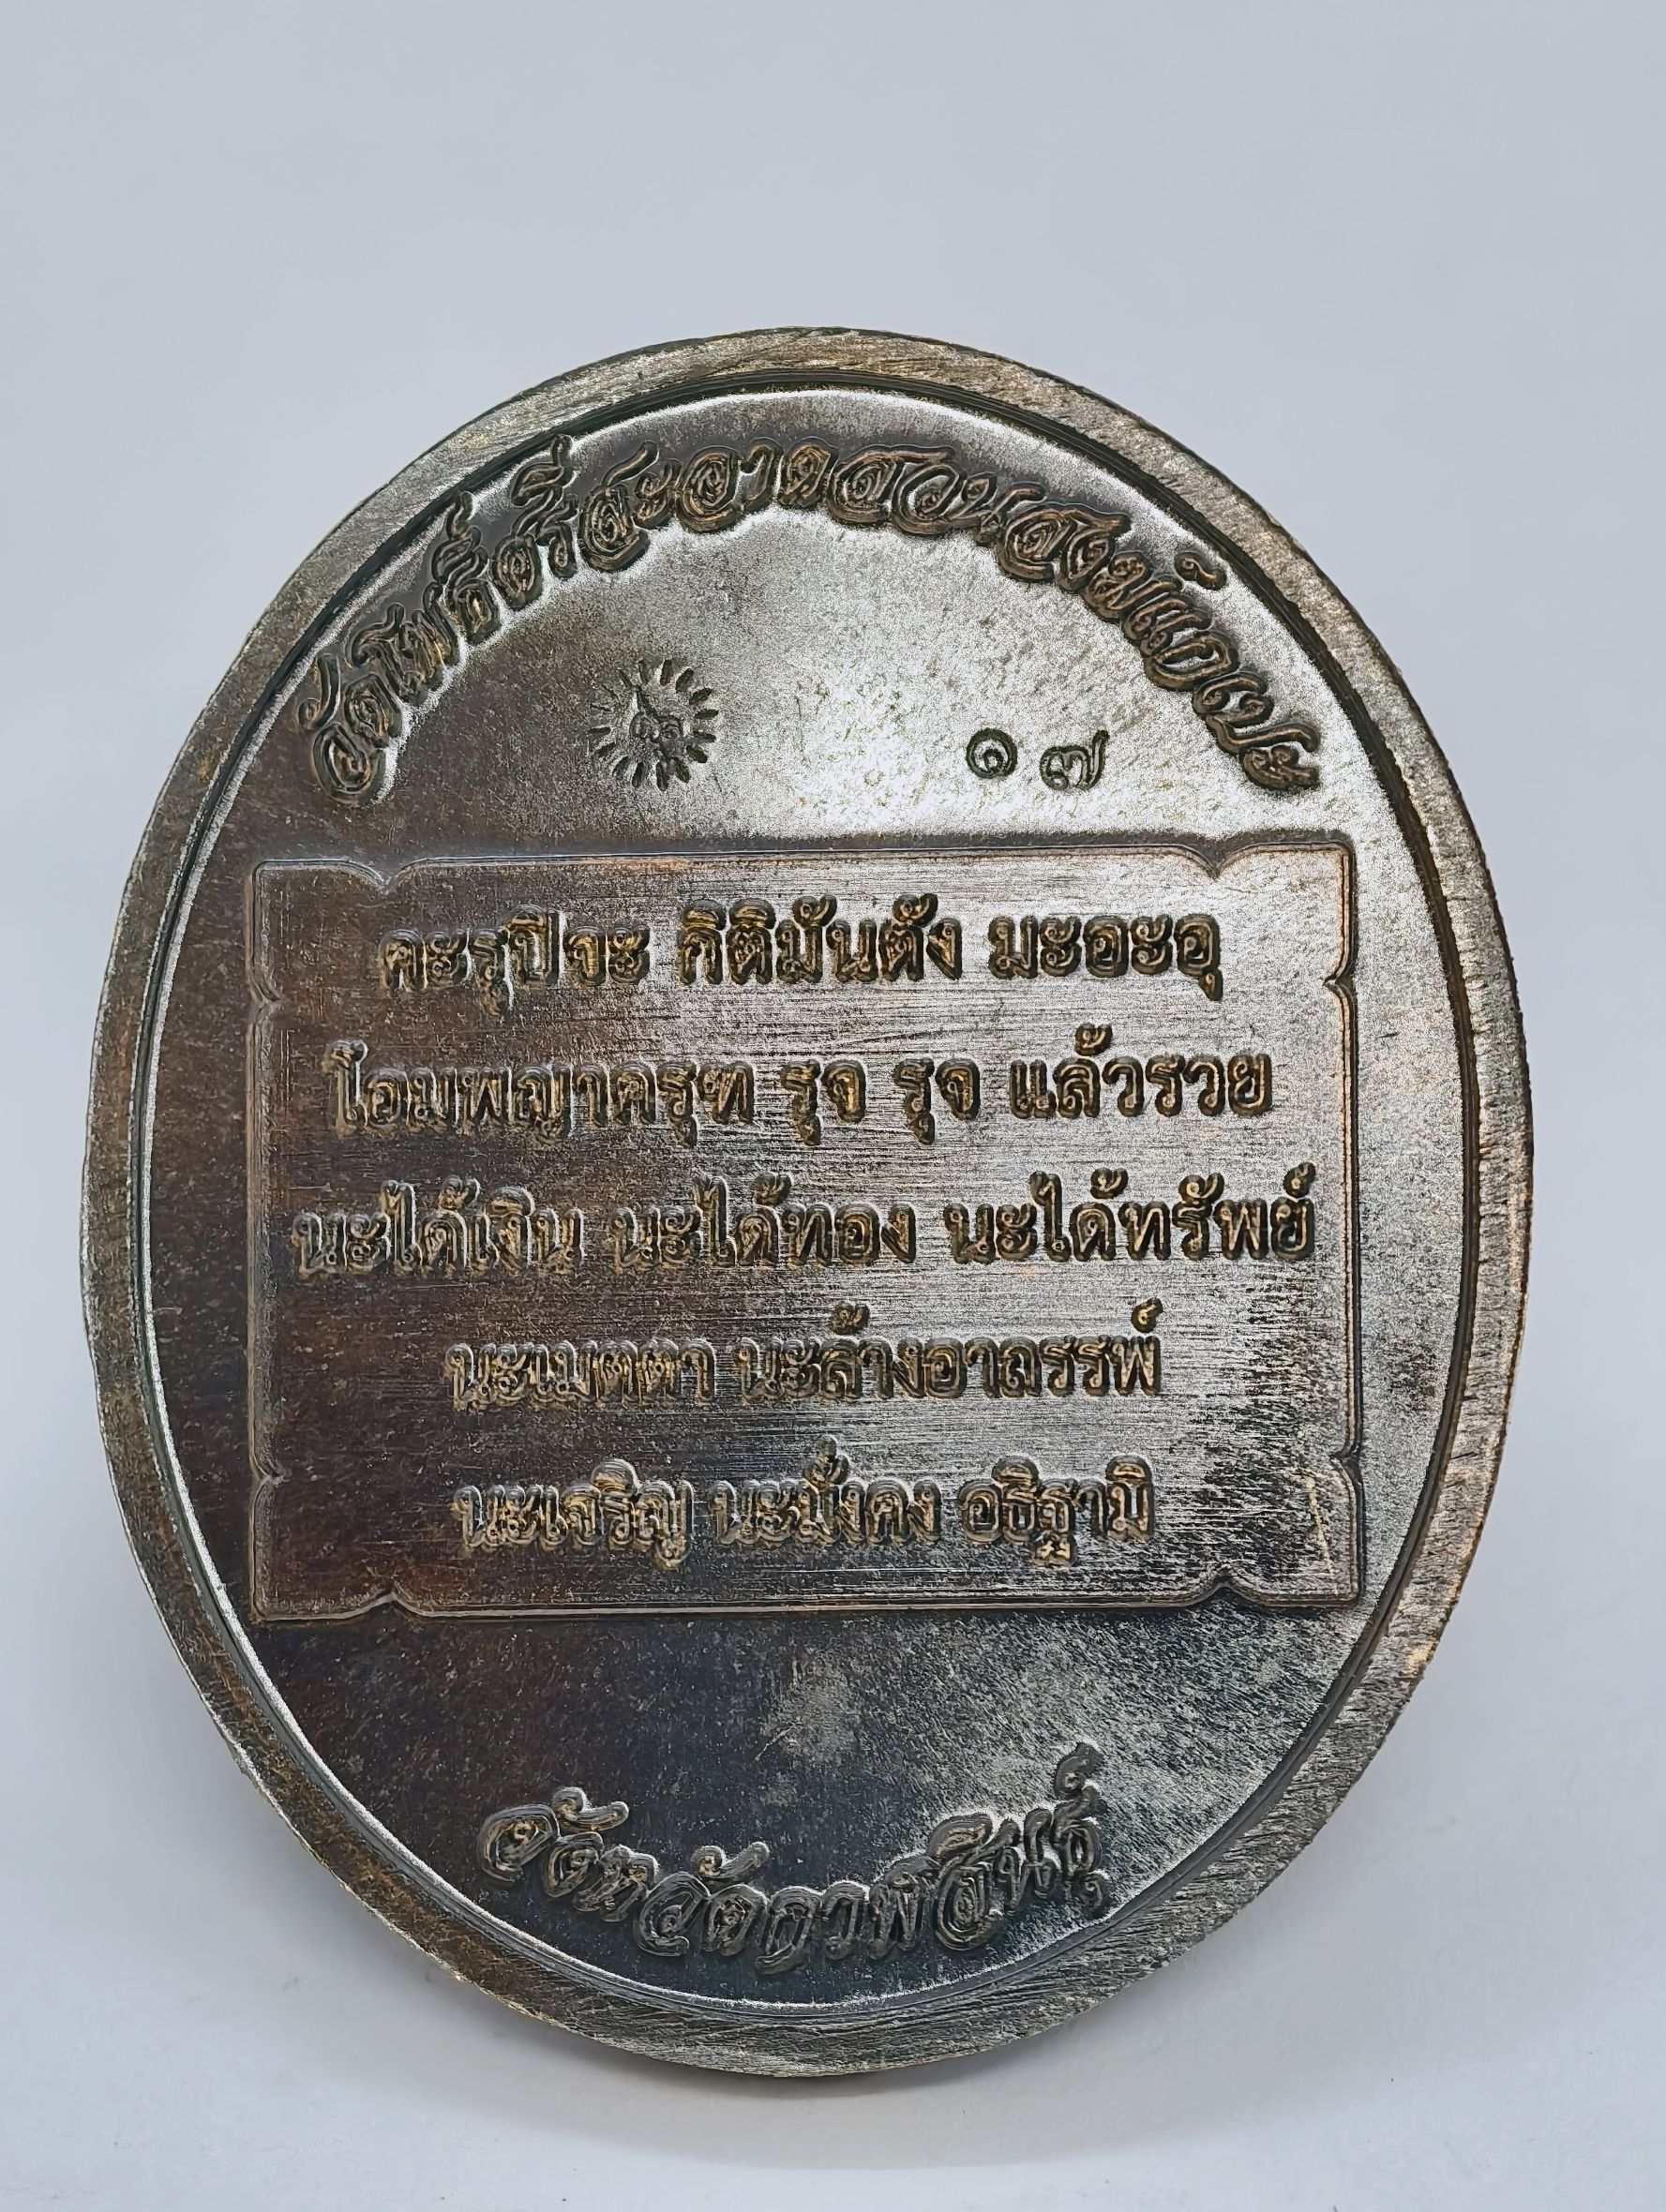 วัดโพธิ์ศรีสะอาดสวนสงฆ์แกเปะ
๑๗
คะรุปิจะ กิติมันตัง มะอะอุ
โอมพญาครุฑ รุจ รุจ แล้วรวย
นะได้เงิน นะได้ทอง นะได้ทรัพย์
นะเมตตา นะล้างอาถรรพ์
นะเจริญ นะมั่งคง อธิฐามิ
จังหวัดกาฬสินธุ์